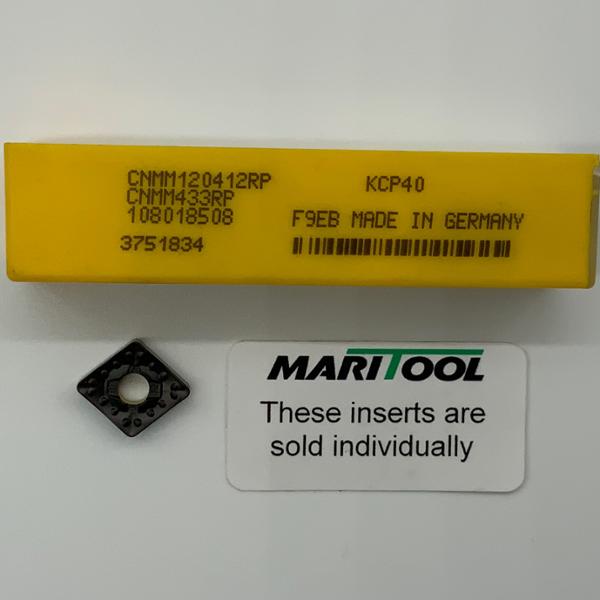 CNMM120412RP KCP40
CNMM433RP
108018508 F9EB MADE IN GERMANY
3751834
MARITOOL
These inserts are
sold individually